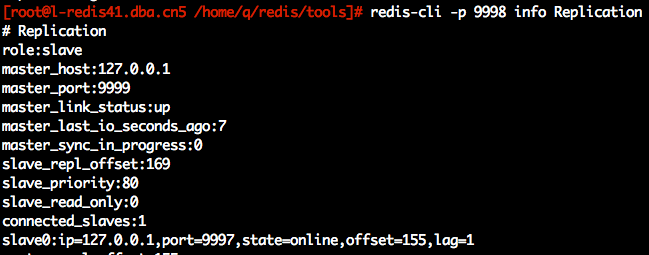 [root@l-redis41.dba.cn5 /home/q/redis/tools]# redis-cli -p 9998 info Replication
# Replication
role:slave
master_host:127.0.0.1
master_port:9999
master_link_status:up
master_last_io_seconds_ago:7
master_sync_in_progress:0
slave_repl_offset:169
slave_priority:80
slave_read_only:0
connected_slaves:1
slave0:ip=127.0.0.1,port=9997,state=online,offset=155,lag=1